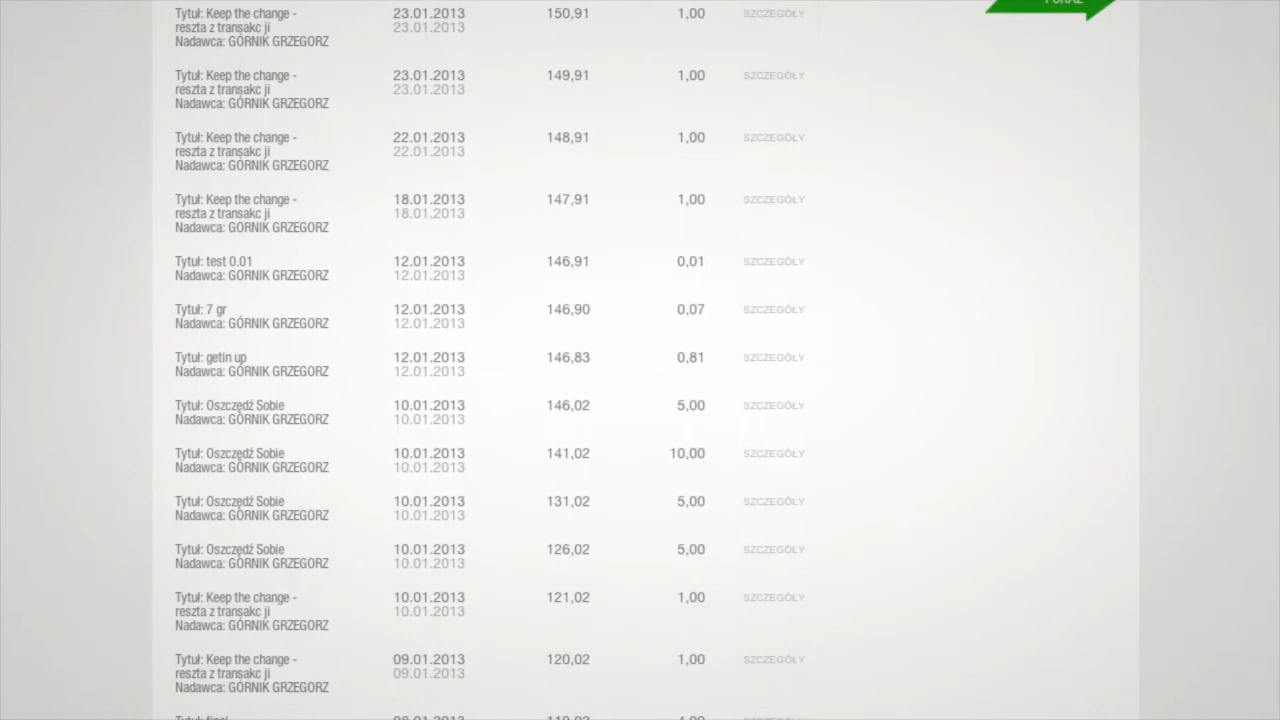 POKAŻ
Tytuł: Keep the change - 23.01.2013 150,91 1,00 SZCZEGÓŁY
reszta z transakc ji 23.01.2013
Nadawca: GÓRNIK GRZEGORZ
Tytuł: Keep the change - 23.01.2013 149,91 1,00 SZCZEGÓŁY
reszta z transakc ji 23.01.2013
Nadawca: GÓRNIK GRZEGORZ
Tytuł: Keep the change - 22.01.2013 148,91 1,00 SZCZEGÓŁY
reszta z transakc ji 22.01.2013
Nadawca: GÓRNIK GRZEGORZ
Tytuł: Keep the change - 18.01.2013 147,91 1,00 SZCZEGÓŁY
reszta z transakc ji 18.01.2013
Nadawca: GÓRNIK GRZEGORZ
Tytuł: test 0.01 12.01.2013 146,91 0,01 SZCZEGÓŁY
Nadawca: GÓRNIK GRZEGORZ 12.01.2013
Tytuł: 7 gr 12.01.2013 146,90 0,07 SZCZEGÓŁY
Nadawca: GÓRNIK GRZEGORZ 12.01.2013
Tytuł: getin up 12.01.2013 146,83 0,81 SZCZEGÓŁY
Nadawca: GÓRNIK GRZEGORZ 12.01.2013
Tytuł: Oszczędź Sobie 10.01.2013 146,02 5,00 SZCZEGÓŁY
Nadawca: GÓRNIK GRZEGORZ 10.01.2013
Tytuł: Oszczędź Sobie 10.01.2013 141,02 10,00 SZCZEGÓŁY
Nadawca: GÓRNIK GRZEGORZ 10.01.2013
Tytuł: Oszczędź Sobie 10.01.2013 131,02 5,00 SZCZEGÓŁY
Nadawca: GÓRNIK GRZEGORZ 10.01.2013
Tytuł: Oszczędź Sobie 10.01.2013 126,02 5,00 SZCZEGÓŁY
Nadawca: GÓRNIK GRZEGORZ 10.01.2013
Tytuł: Keep the change - 10.01.2013 121,02 1,00 SZCZEGÓŁY
reszta z transakc ji 10.01.2013
Nadawca: GÓRNIK GRZEGORZ
Tytuł: Keep the change - 09.01.2013 120,02 1,00 SZCZEGÓŁY
reszta z transakc ji 09.01.2013
Nadawca: GÓRNIK GRZEGORZ